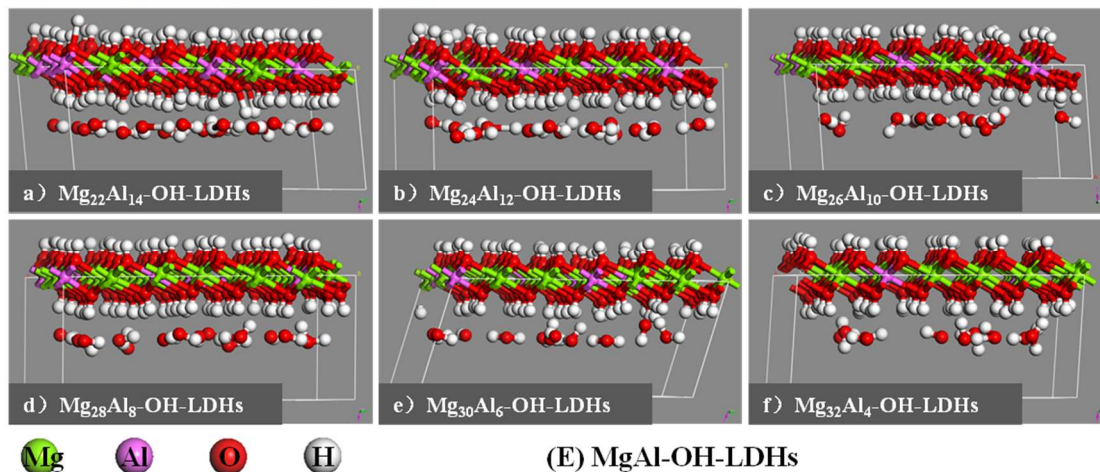 a）Mg₂₂Al₁₄-OH-LDHs
b）Mg₂₄Al₁₂-OH-LDHs
c）Mg₂₆Al₁₀-OH-LDHs
d）Mg₂₈Al₈-OH-LDHs
e）Mg₃₀Al₆-OH-LDHs
f）Mg₃₂Al₄-OH-LDHs
Mg Al O H (E) MgAl-OH-LDHs